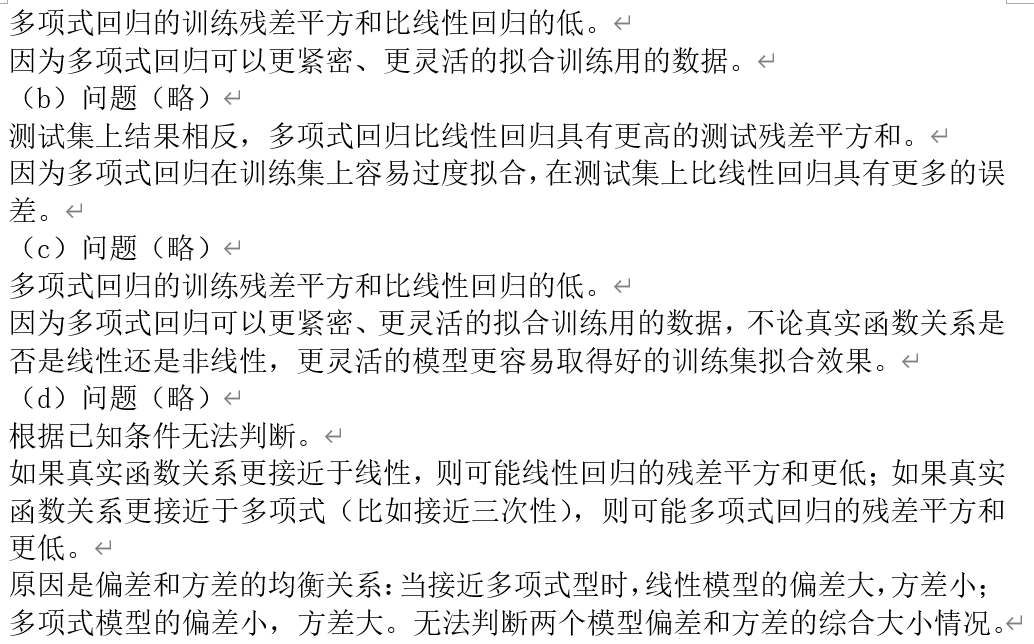 多项式回归的训练残差平方和比线性回归的低。↵
因为多项式回归可以更紧密、更灵活的拟合训练用的数据。↵
（b）问题（略）↵
测试集上结果相反，多项式回归比线性回归具有更高的测试残差平方和。↵
因为多项式回归在训练集上容易过度拟合，在测试集上比线性回归具有更多的误
差。↵
（c）问题（略）↵
多项式回归的训练残差平方和比线性回归的低。↵
因为多项式回归可以更紧密、更灵活的拟合训练用的数据，不论真实函数关系是
否是线性还是非线性，更灵活的模型更容易取得好的训练集拟合效果。↵
（d）问题（略）↵
根据已知条件无法判断。↵
如果真实函数关系更接近于线性，则可能线性回归的残差平方和更低；如果真实
函数关系更接近于多项式（比如接近三次性），则可能多项式回归的残差平方和
更低。↵
原因是偏差和方差的均衡关系：当接近多项式型时，线性模型的偏差大，方差小；
多项式模型的偏差小，方差大。无法判断两个模型偏差和方差的综合大小情况。↵